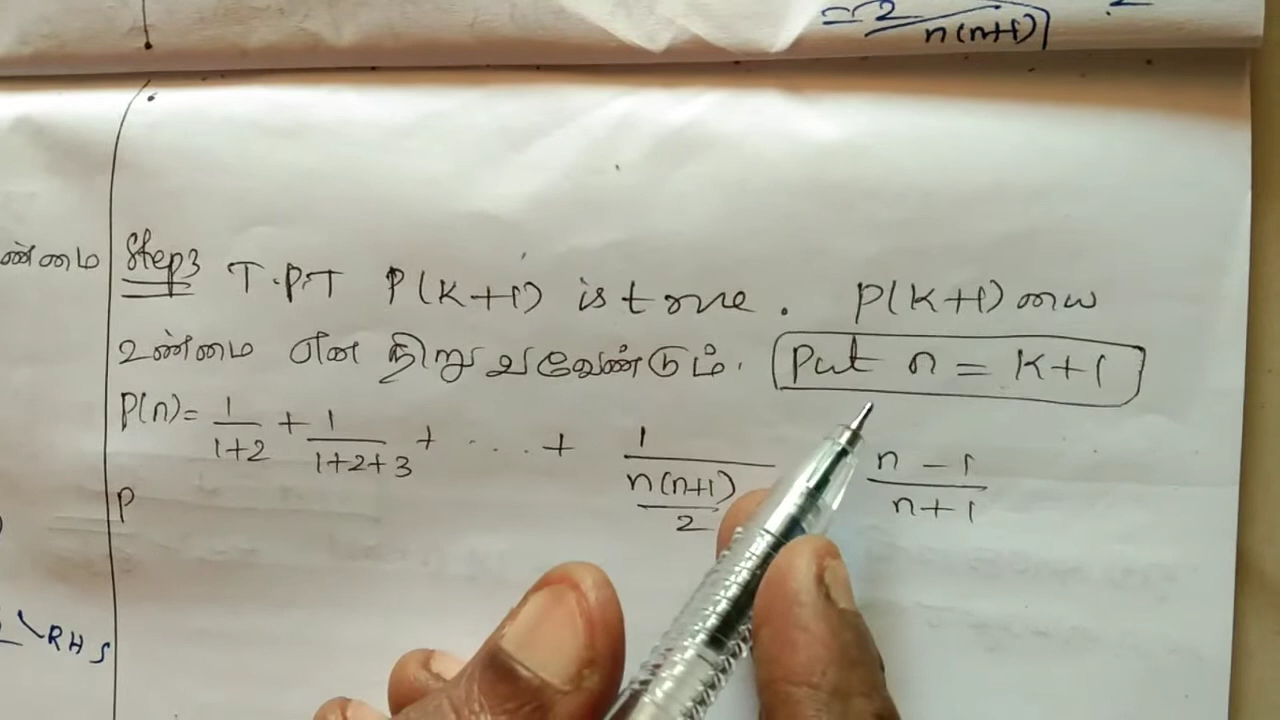 = 2/n(n+1)
ண்மை
Step3 T.P.T P(K+1) is true. P(K+1) னை
உண்மை என நிறுவவேண்டும். Put n = K+1
P(n)= 1/(1+2) + 1/(1+2+3) + ... + 1/(n(n+1)/2) (n-1)/(n+1)
P
RHS